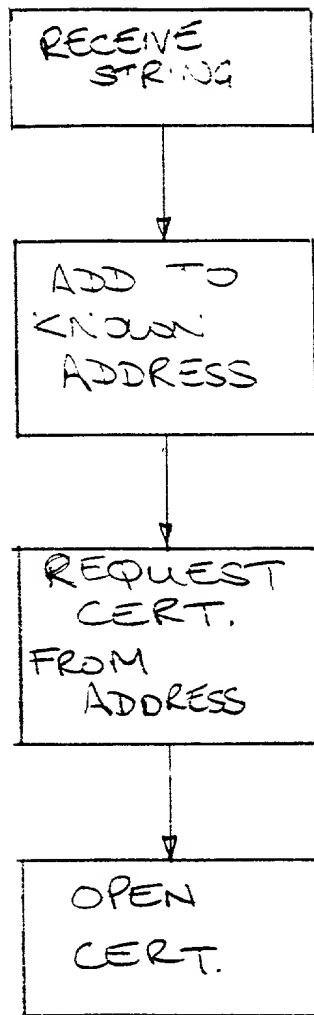 RECEIVE
STRING
ADD TO
KNOWN
ADDRESS
REQUEST
CERT.
FROM
ADDRESS
OPEN
CERT.